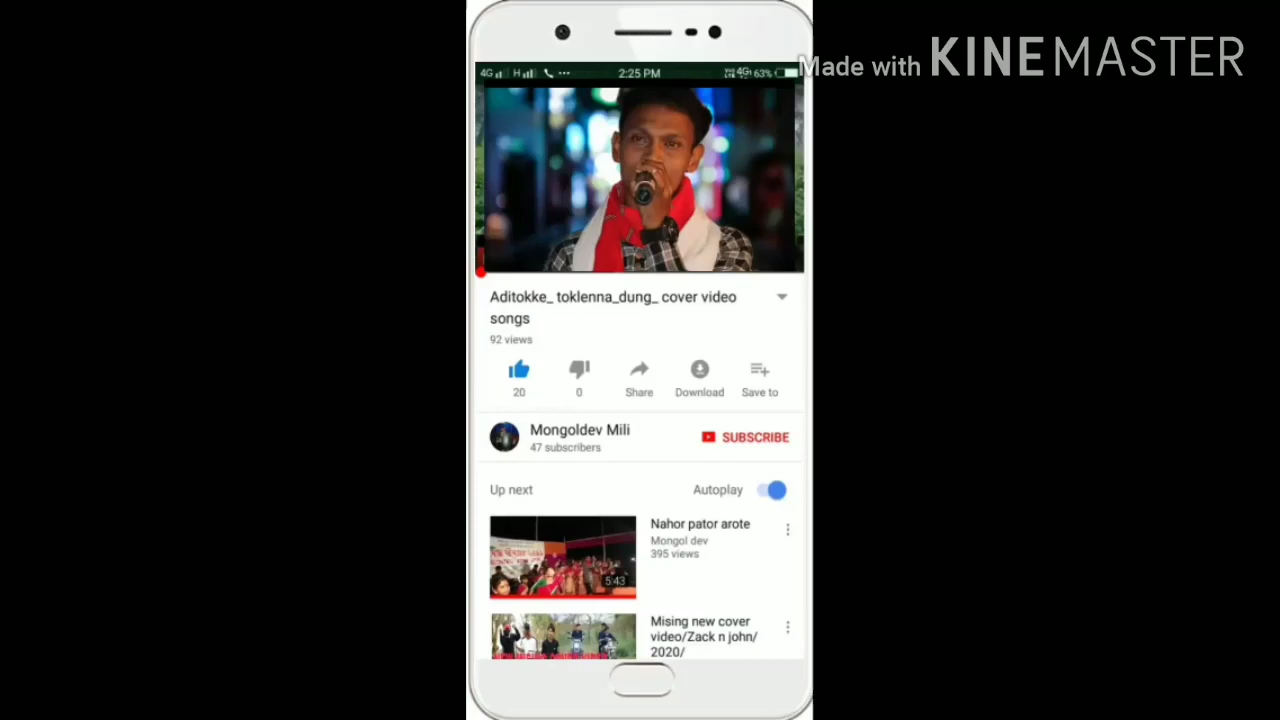 Made with KINEMASTER
4G H 2:25 PM 4G 63%
Aditokke_ toklenna_dung_ cover video
songs
92 views
20 0 Share Download Save to
Mongoldev Mili
47 subscribers
SUBSCRIBE
Up next Autoplay
Nahor pator arote
Mongol dev
395 views
5:43
Mising new cover
video/Zack n john/
2020/